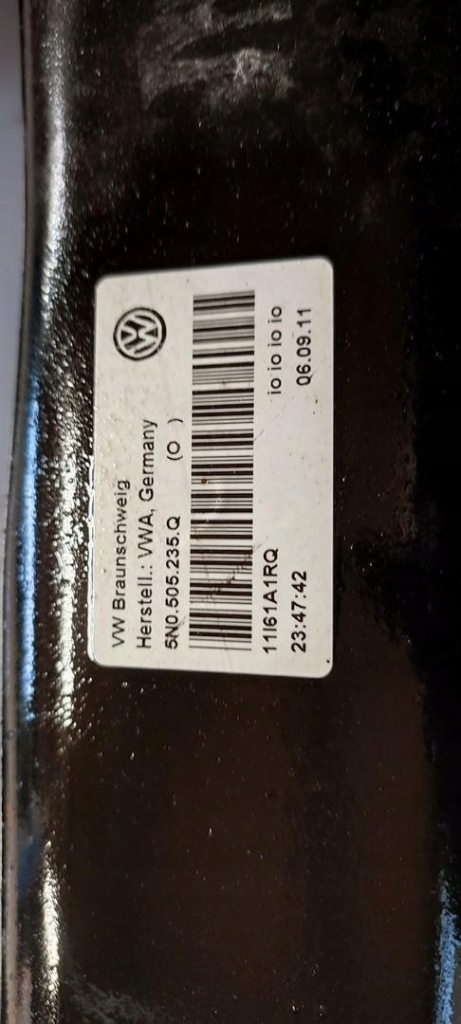 VW Braunschweig
Herstell.: VWA, Germany
5N0.505.235.Q (O )
11I61A1RQ io io io io
23:47:42 06.09.11